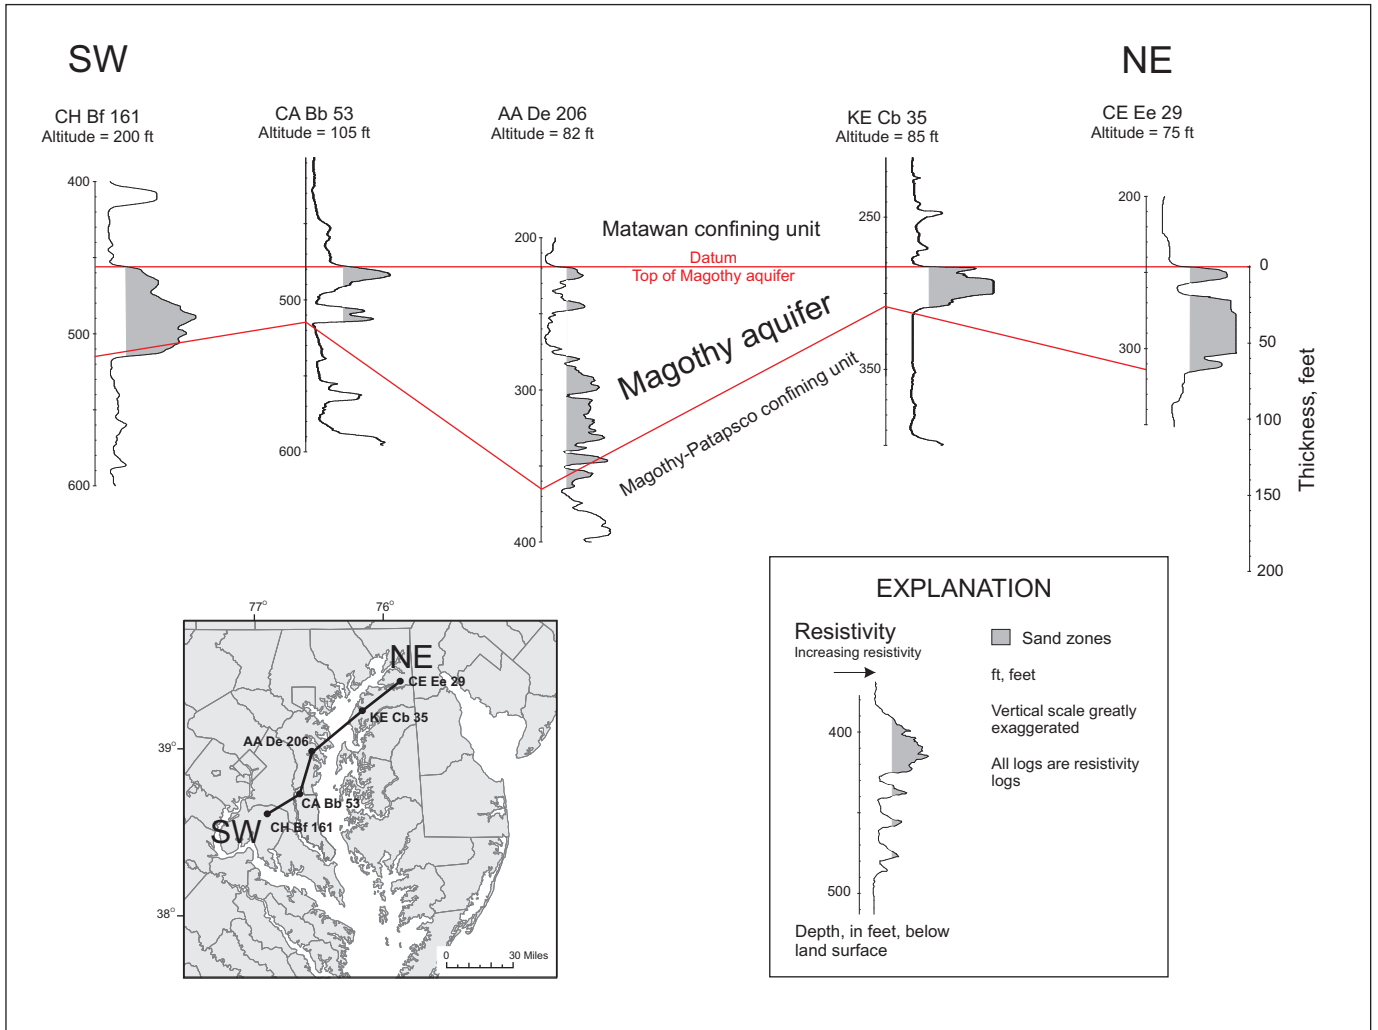 SW
NE
CH Bf 161
Altitude = 200 ft
CA Bb 53
Altitude = 105 ft
AA De 206
Altitude = 82 ft
KE Cb 35
Altitude = 85 ft
CE Ee 29
Altitude = 75 ft
400
500
600
500
600
200
300
400
250
350
200
300
Matawan confining unit
Datum
Top of Magothy aquifer
Magothy aquifer
Magothy-Patapsco confining unit
0
50
100
150
200
Thickness, feet
77°
76°
39°
38°
NE
CE Ee 29
KE Cb 35
AA De 206
CA Bb 53
CH Bf 161
SW
0
30 Miles
EXPLANATION
Resistivity
Increasing resistivity
400
500
Depth, in feet, below
land surface
Sand zones
ft, feet
Vertical scale greatly
exaggerated
All logs are resistivity
logs